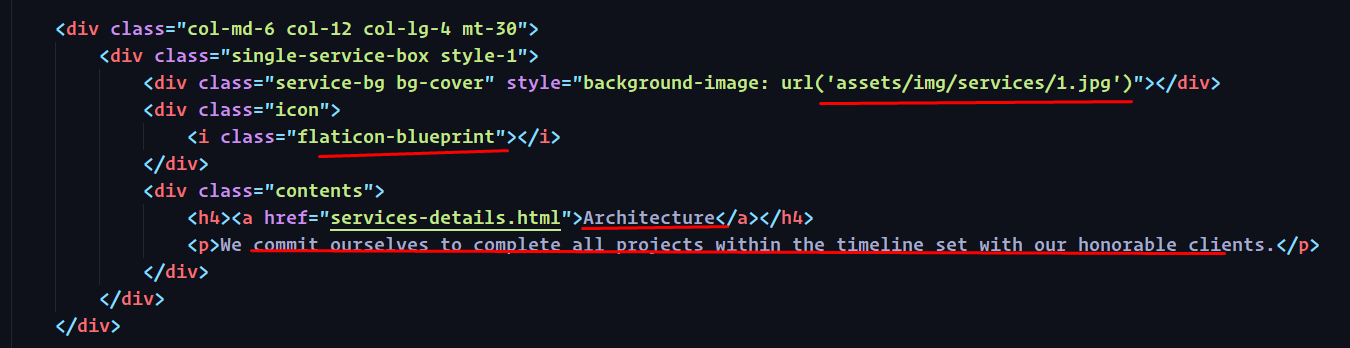 <div class="col-md-6 col-12 col-lg-4 mt-30">
<div class="single-service-box style-1">
<div class="service-bg bg-cover" style="background-image: url('assets/img/services/1.jpg')"></div>
<div class="icon">
<i class="flaticon-blueprint"></i>
</div>
<div class="contents">
<h4><a href="services-details.html">Architecture</a></h4>
<p>We commit ourselves to complete all projects within the timeline set with our honorable clients.</p>
</div>
</div>
</div>